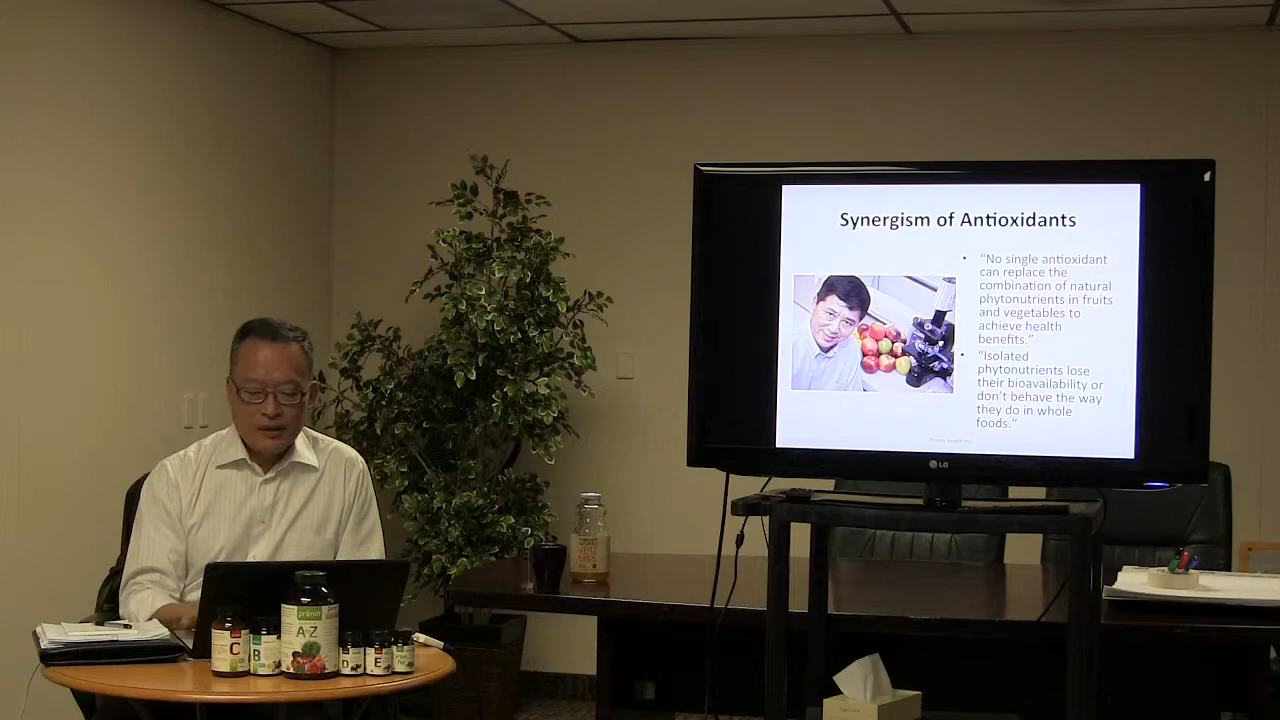 Synergism of Antioxidants
• “No single antioxidant
can replace the
combination of natural
phytonutrients in fruits
and vegetables to
achieve health
benefits.”
• “Isolated
phytonutrients lose
their bioavailability or
don’t behave the way
they do in whole
foods.”
LG
pranin
A Z
C
B
D
E